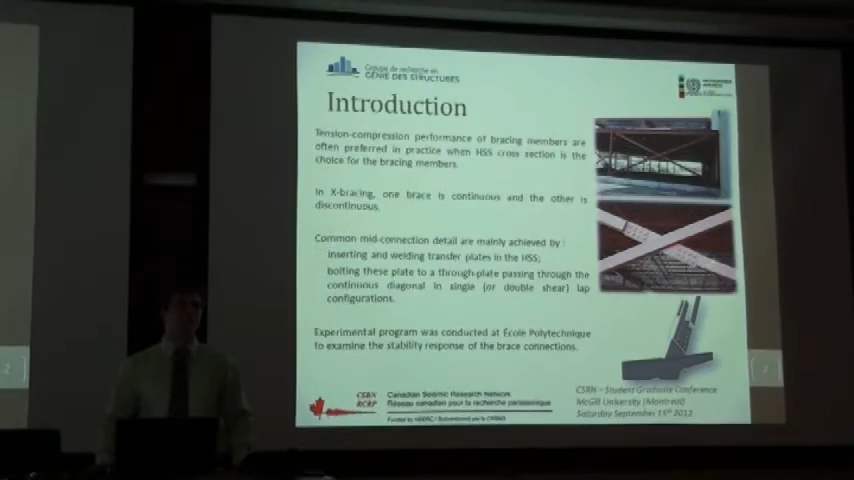 Groupe de recherche en
GÉNIE DES STRUCTURES
Introduction
Tension-compression performance of bracing members are
often preferred in practice when HSS cross section is the
choice for the bracing members.
In X-bracing, one brace is continuous and the other is
discontinuous.
Common mid-connection detail are mainly achieved by :
inserting and welding transfer plates in the HSS;
bolting these plate to a through-plate passing through the
continuous diagonal in single (or double shear) lap
configurations.
Experimental program was conducted at École Polytechnique
to examine the stability response of the brace connections.
CSRN
RCRP
Canadian Seismic Research Network
Réseau canadien pour la recherche parasismique
CSRN – Student Graduate Conference
McGill University (Montreal)
Saturday September 15th 2012
2
2